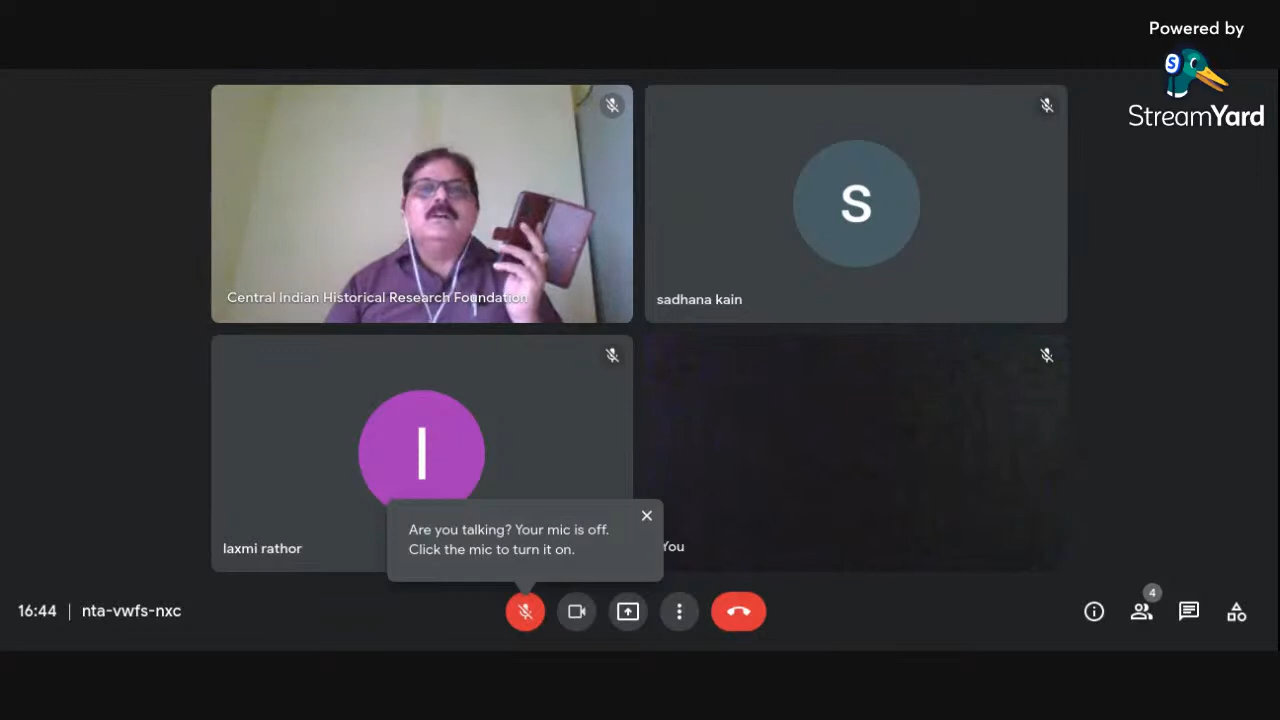 Powered by
StreamYard
Central Indian Historical Research Foundation
S
sadhana kain
l
laxmi rathor
Are you talking? Your mic is off.
Click the mic to turn it on.
You
16:44 | nta-vwfs-nxc
4